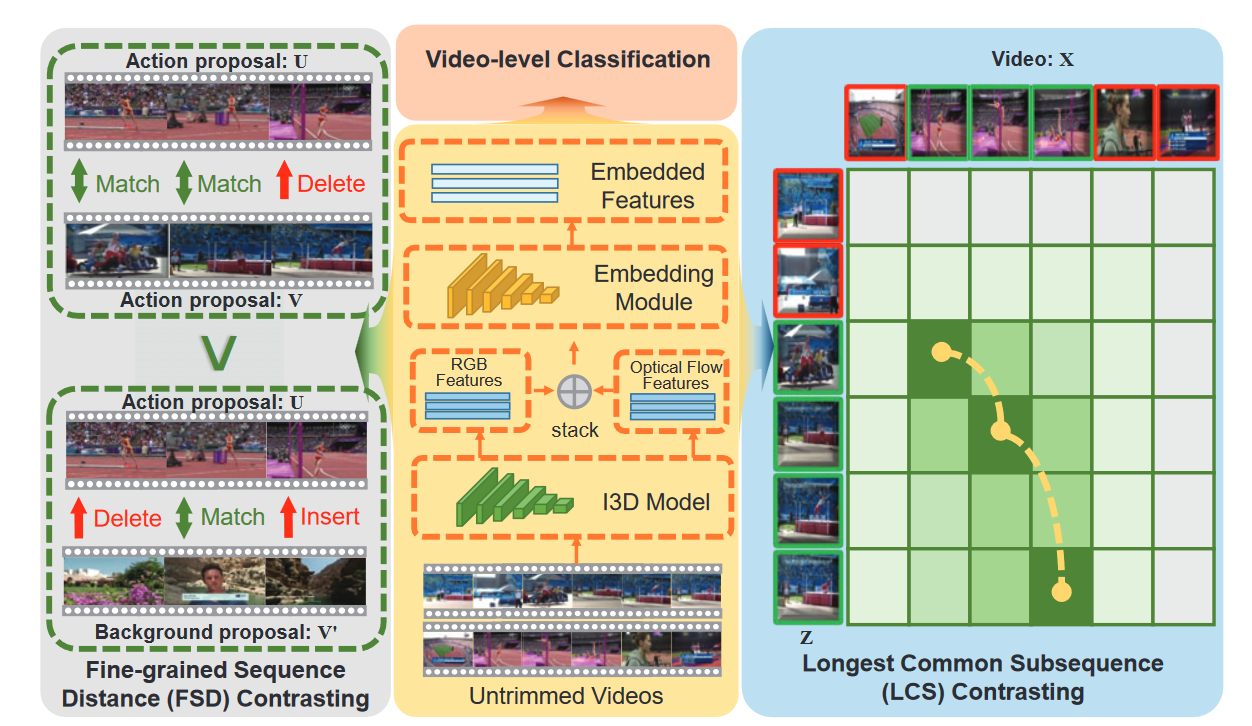 Action proposal: U
Match
Match
Delete
Action proposal: V
V
Action proposal: U
Delete
Match
Insert
Background proposal: V'
Fine-grained Sequence
Distance (FSD) Contrasting
Video-level Classification
Embedded
Features
Embedding
Module
RGB
Features
Optical Flow
Features
stack
I3D Model
Untrimmed Videos
Video: X
Z
Longest Common Subsequence
(LCS) Contrasting